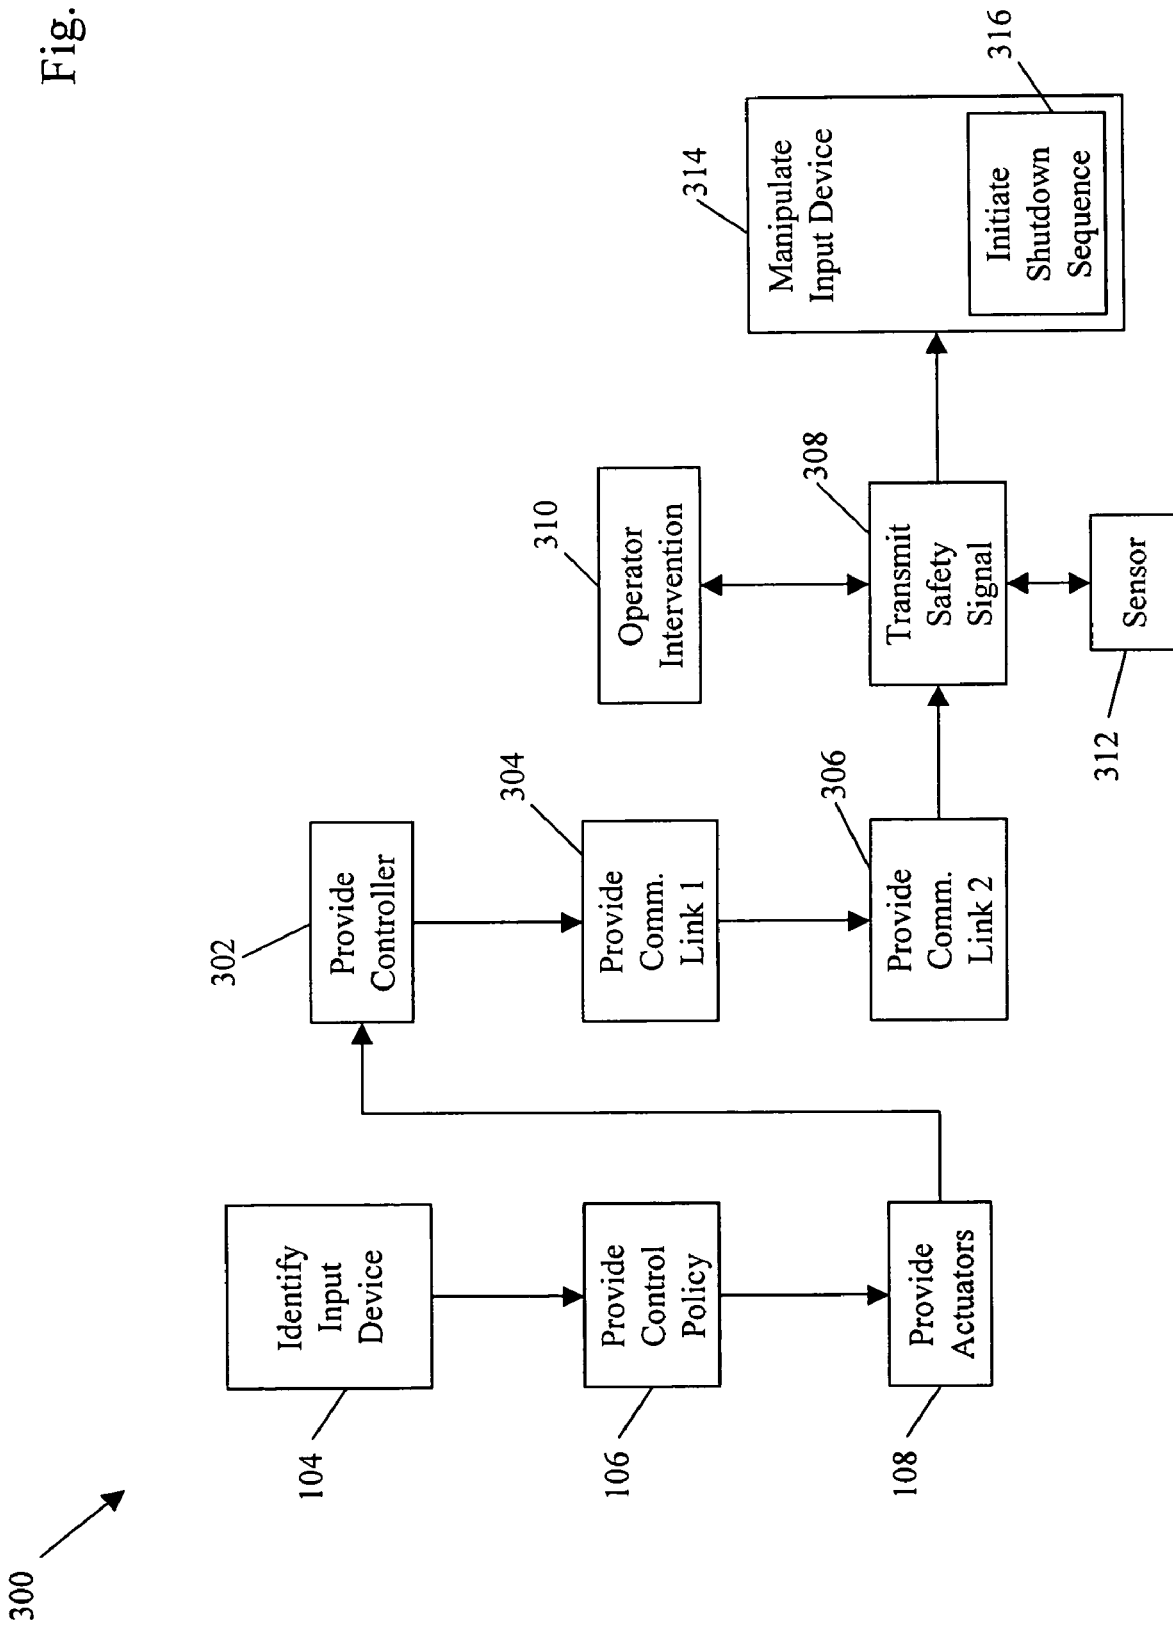 Fig.
300
104
Identify
Input
Device
106
Provide
Control
Policy
108
Provide
Actuators
302
Provide
Controller
304
Provide
Comm.
Link 1
306
Provide
Comm.
Link 2
310
Operator
Intervention
308
Transmit
Safety
Signal
312
Sensor
314
Manipulate
Input Device
316
Initiate
Shutdown
Sequence